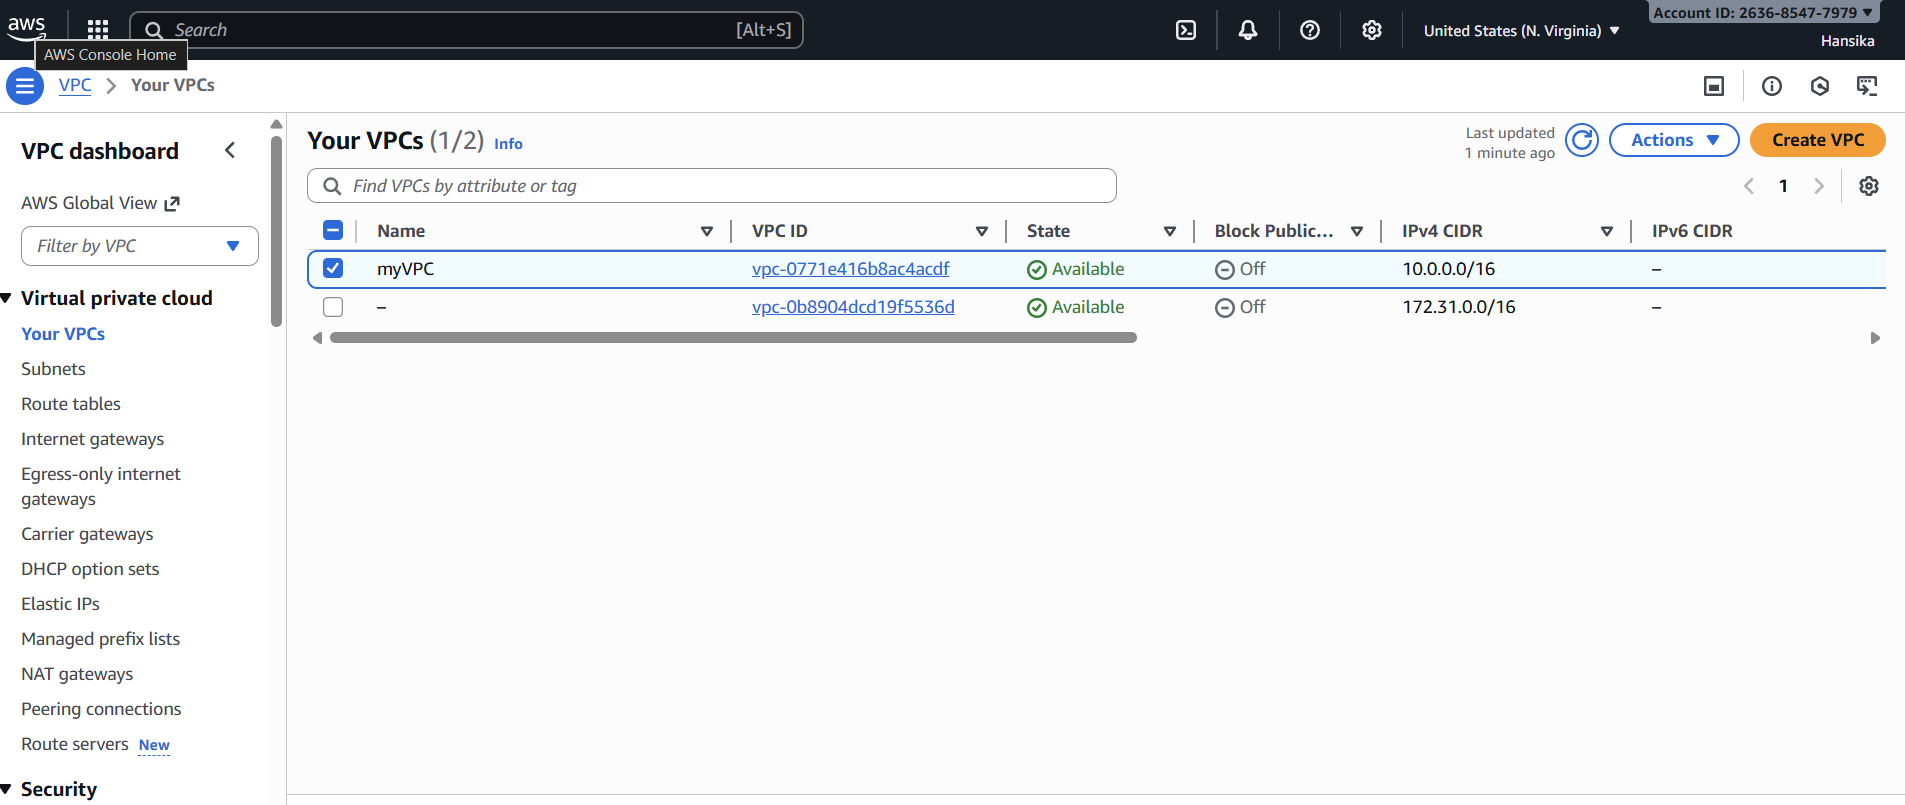 aws
Search [Alt+S]
United States (N. Virginia)
Account ID: 2636-8547-7979
Hansika
AWS Console Home
VPC > Your VPCs
VPC dashboard
AWS Global View
Filter by VPC
Virtual private cloud
Your VPCs
Subnets
Route tables
Internet gateways
Egress-only internet
gateways
Carrier gateways
DHCP option sets
Elastic IPs
Managed prefix lists
NAT gateways
Peering connections
Route servers New
Security
Your VPCs (1/2) Info
Last updated
1 minute ago
Actions
Create VPC
Find VPCs by attribute or tag
1
Name VPC ID State Block Public... IPv4 CIDR IPv6 CIDR
myVPC vpc-0771e416b8ac4acdf Available Off 10.0.0.0/16 –
– vpc-0b8904dcd19f5536d Available Off 172.31.0.0/16 –